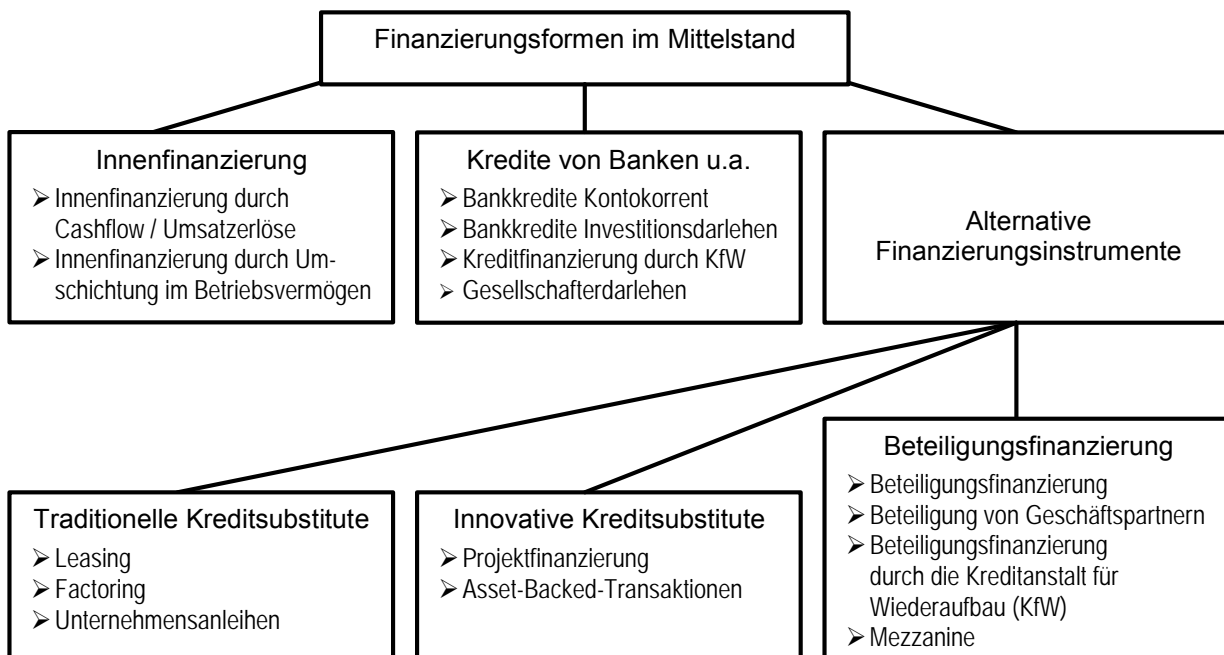 Finanzierungsformen im Mittelstand
Innenfinanzierung
➢ Innenfinanzierung durch
Cashflow / Umsatzerlöse
➢ Innenfinanzierung durch Um-
schichtung im Betriebsvermögen
Kredite von Banken u.a.
➢ Bankkredite Kontokorrent
➢ Bankkredite Investitionsdarlehen
➢ Kreditfinanzierung durch KfW
➢ Gesellschafterdarlehen
Alternative
Finanzierungsinstrumente
Traditionelle Kreditsubstitute
➢ Leasing
➢ Factoring
➢ Unternehmensanleihen
Innovative Kreditsubstitute
➢ Projektfinanzierung
➢ Asset-Backed-Transaktionen
Beteiligungsfinanzierung
➢ Beteiligungsfinanzierung
➢ Beteiligung von Geschäftspartnern
➢ Beteiligungsfinanzierung
durch die Kreditanstalt für
Wiederaufbau (KfW)
➢ Mezzanine